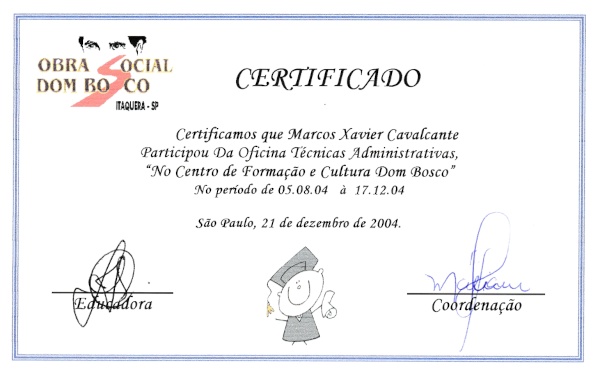 OBRA SOCIAL
DOM BOSCO
ITAQUERA - SP
CERTIFICADO
Certificamos que Marcos Xavier Cavalcante
Participou Da Oficina Técnicas Administrativas,
"No Centro de Formação e Cultura Dom Bosco"
No período de 05.08.04 à 17.12.04
São Paulo, 21 de dezembro de 2004.
Educadora
Coordenação